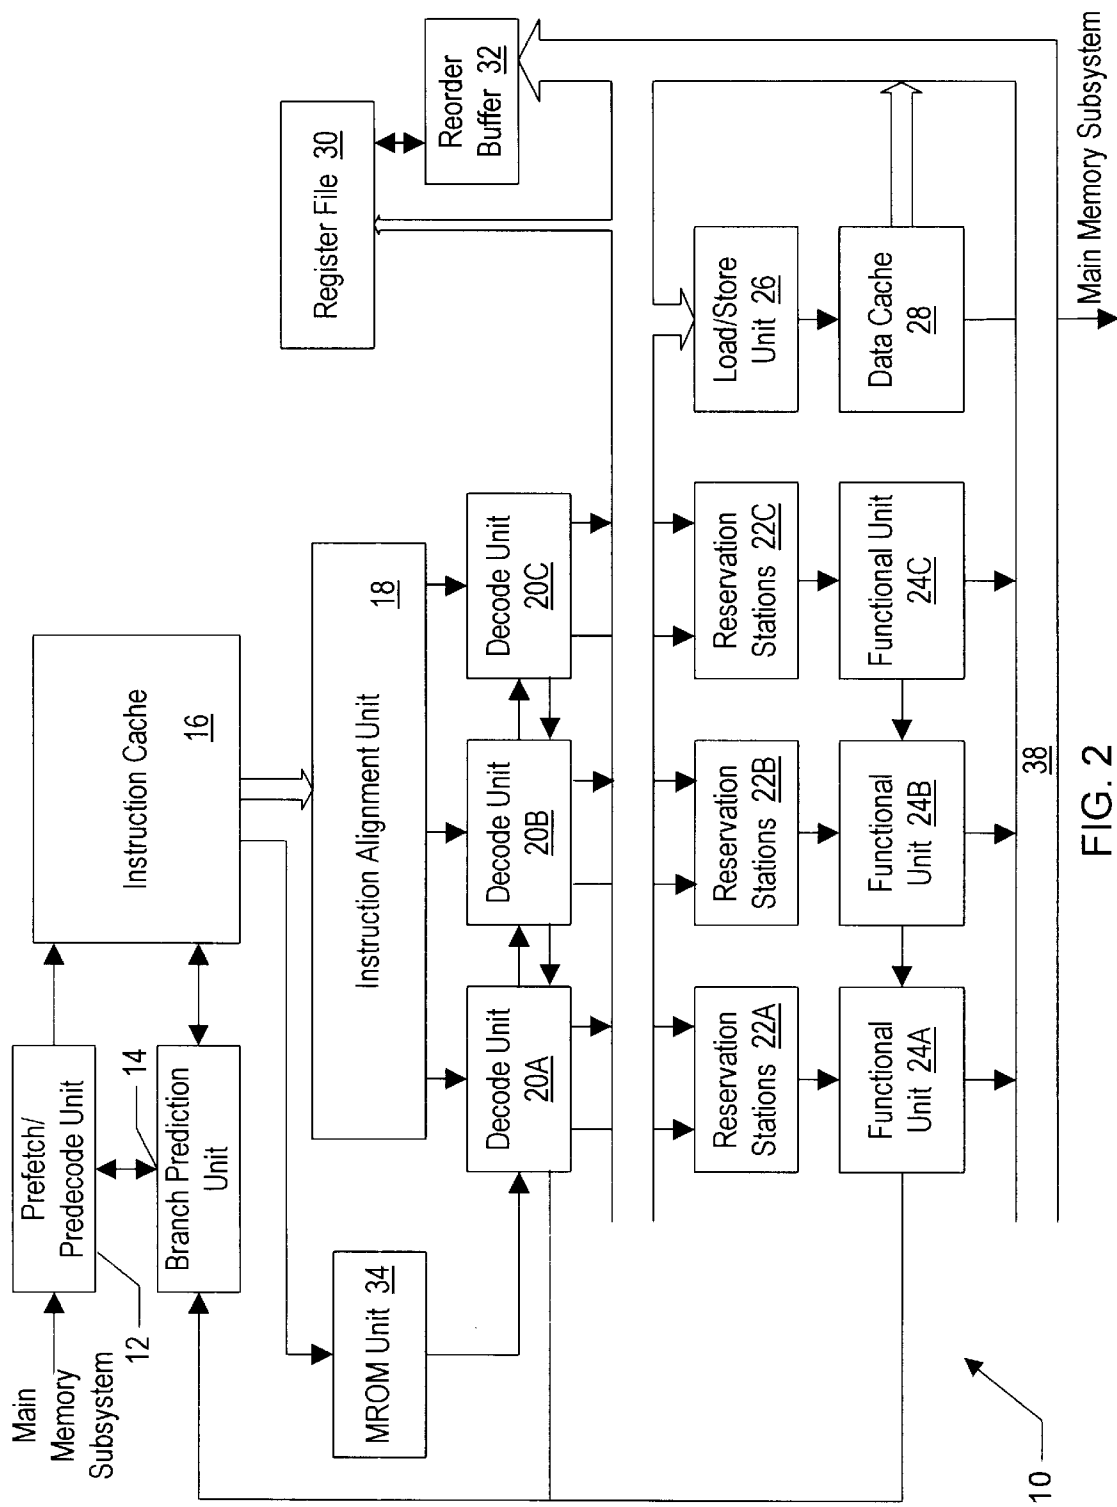 Main
Memory
Subsystem
12
Prefetch/
Predecode Unit
14
Branch Prediction
Unit
Instruction Cache
16
MROM Unit 34
Instruction Alignment Unit
18
Register File 30
Reorder
Buffer 32
Decode Unit
20A
Decode Unit
20B
Decode Unit
20C
Reservation
Stations 22A
Reservation
Stations 22B
Reservation
Stations 22C
Load/Store
Unit 26
Functional
Unit 24A
Functional
Unit 24B
Functional Unit
24C
Data Cache
28
38
Main Memory Subsystem
10
FIG. 2